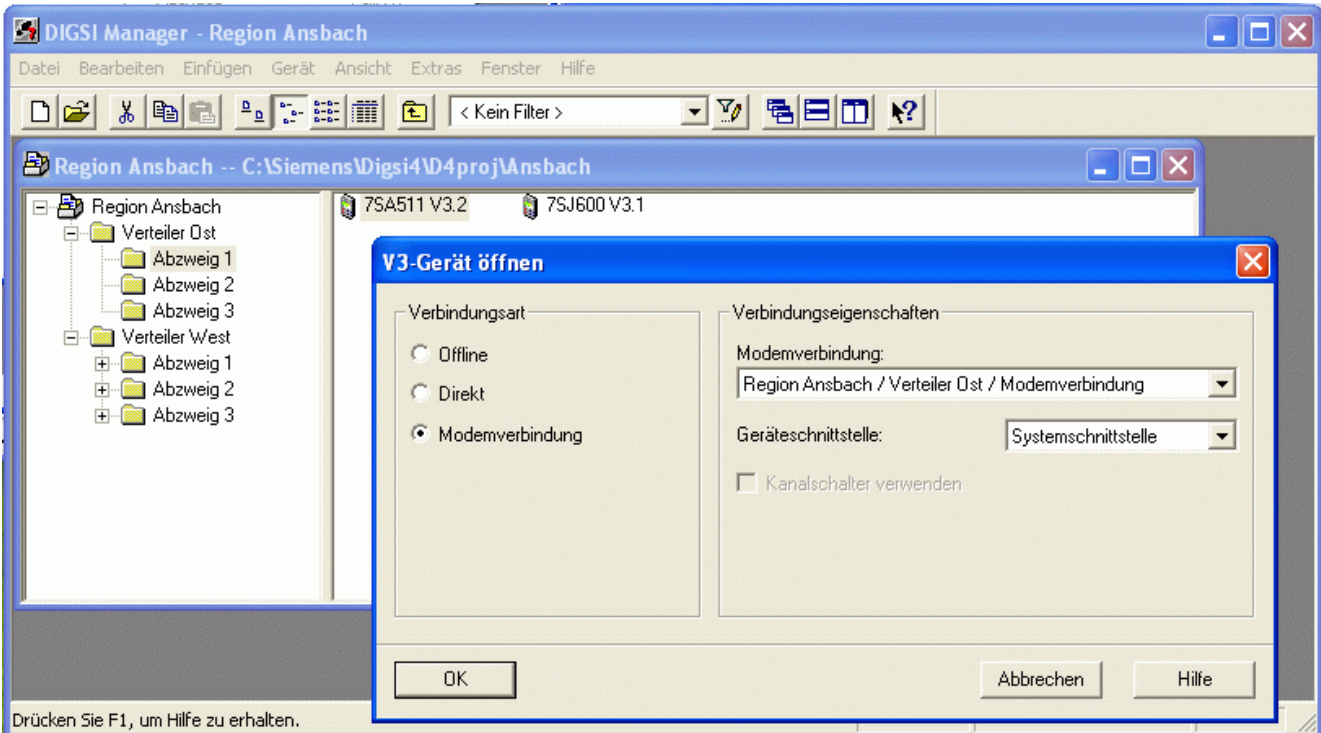 DIGSI Manager - Region Ansbach
Datei Bearbeiten Einfügen Gerät Ansicht Extras Fenster Hilfe
< Kein Filter >
Region Ansbach -- C:\Siemens\Digsi4\D4proj\Ansbach
Region Ansbach
Verteiler Ost
Abzweig 1
Abzweig 2
Abzweig 3
Verteiler West
Abzweig 1
Abzweig 2
Abzweig 3
7SA511 V3.2 7SJ600 V3.1
V3-Gerät öffnen
Verbindungsart
Offline
Direkt
Modemverbindung
Verbindungseigenschaften
Modemverbindung:
Region Ansbach / Verteiler Ost / Modemverbindung
Geräteschnittstelle: Systemschnittstelle
Kanalschalter verwenden
OK Abbrechen Hilfe
Drücken Sie F1, um Hilfe zu erhalten.